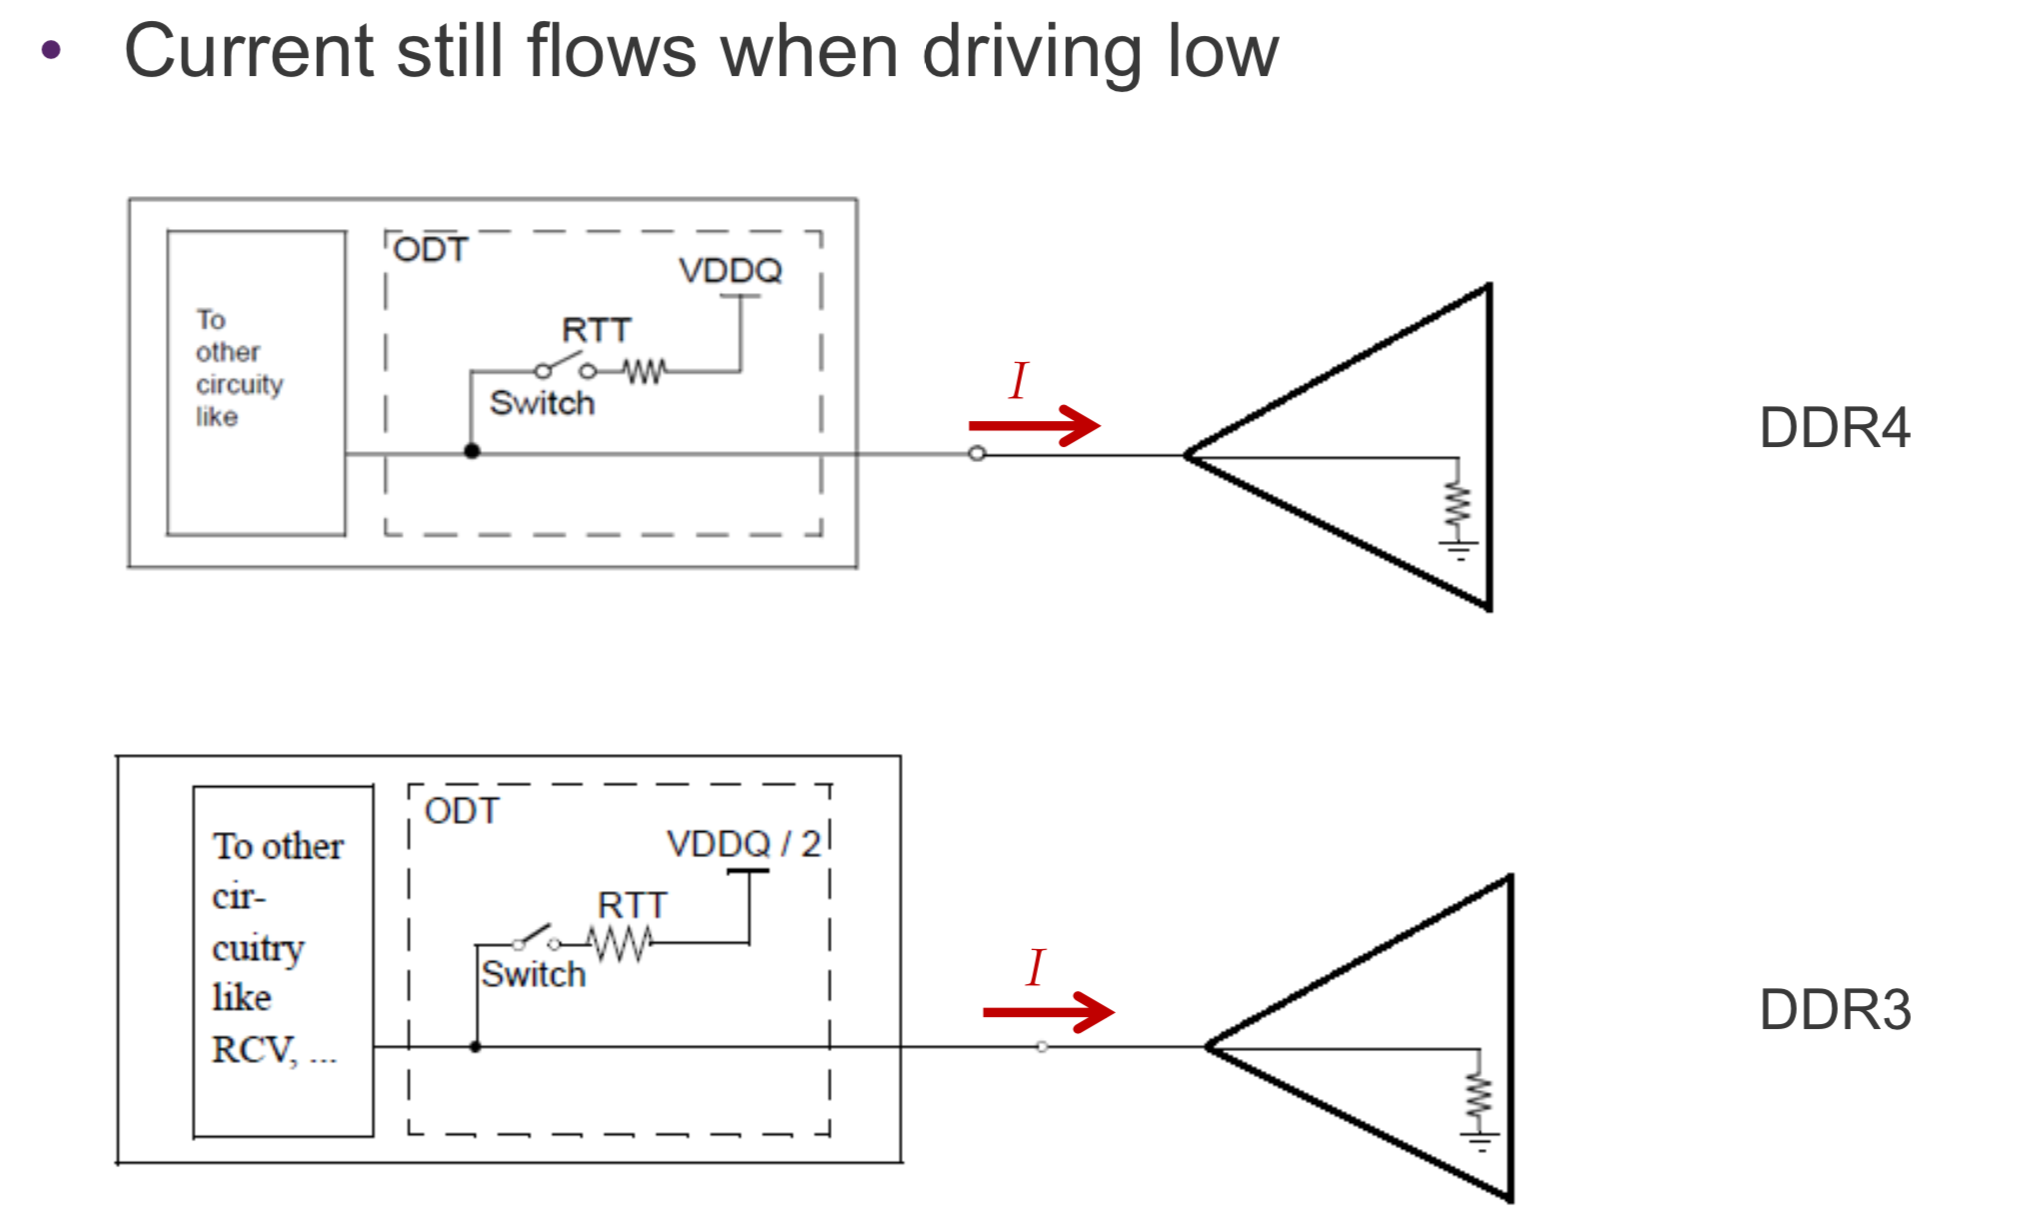 • Current still flows when driving low
ODT
VDDQ
To
other
circuity
like
RTT
Switch
I
DDR4
ODT
VDDQ / 2
To other
cir-
cuitry
like
RCV, ...
RTT
Switch
I
DDR3